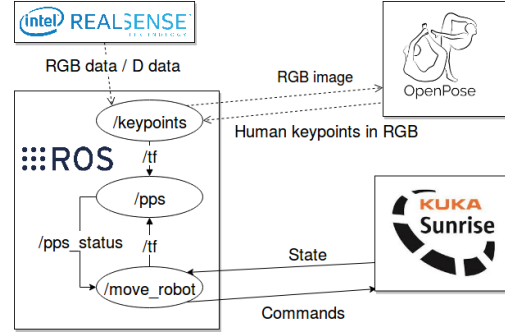 intel REALSENSE
TECHNOLOGY
RGB data / D data
RGB image
OpenPose
/keypoints
Human keypoints in RGB
/tf
ROS
/pps
KUKA
Sunrise
/pps_status
/tf
State
/move_robot
Commands